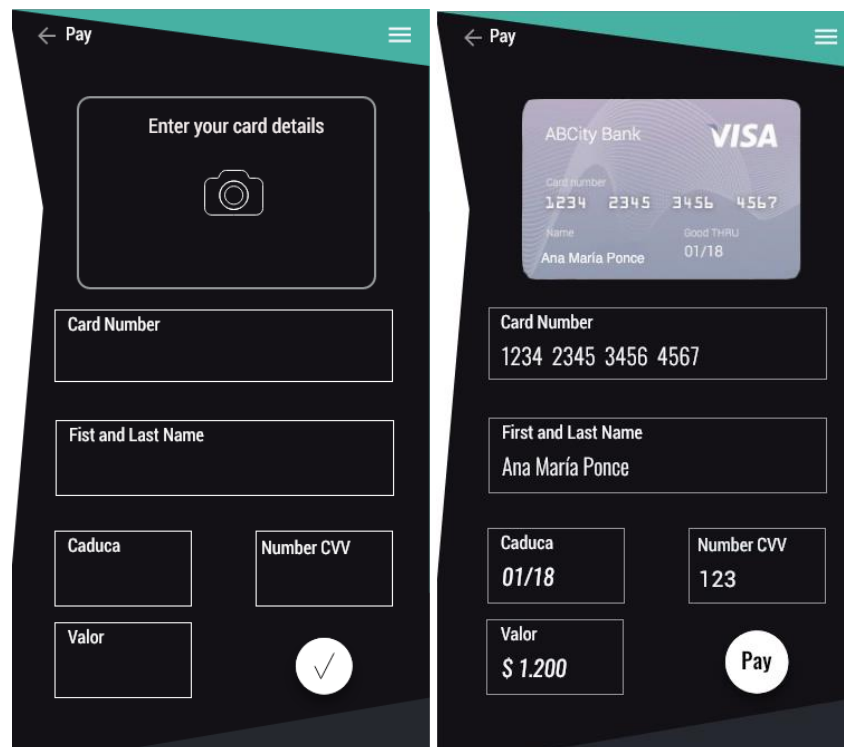 Pay
Enter your card details
Card Number
Fist and Last Name
Caduca
Number CVV
Valor
Pay
ABCity Bank
VISA
Card number
1234 2345 3456 4567
Name
Good THRU
Ana María Ponce
01/18
Card Number
1234 2345 3456 4567
First and Last Name
Ana María Ponce
Caduca
01/18
Number CVV
123
Valor
$ 1.200
Pay